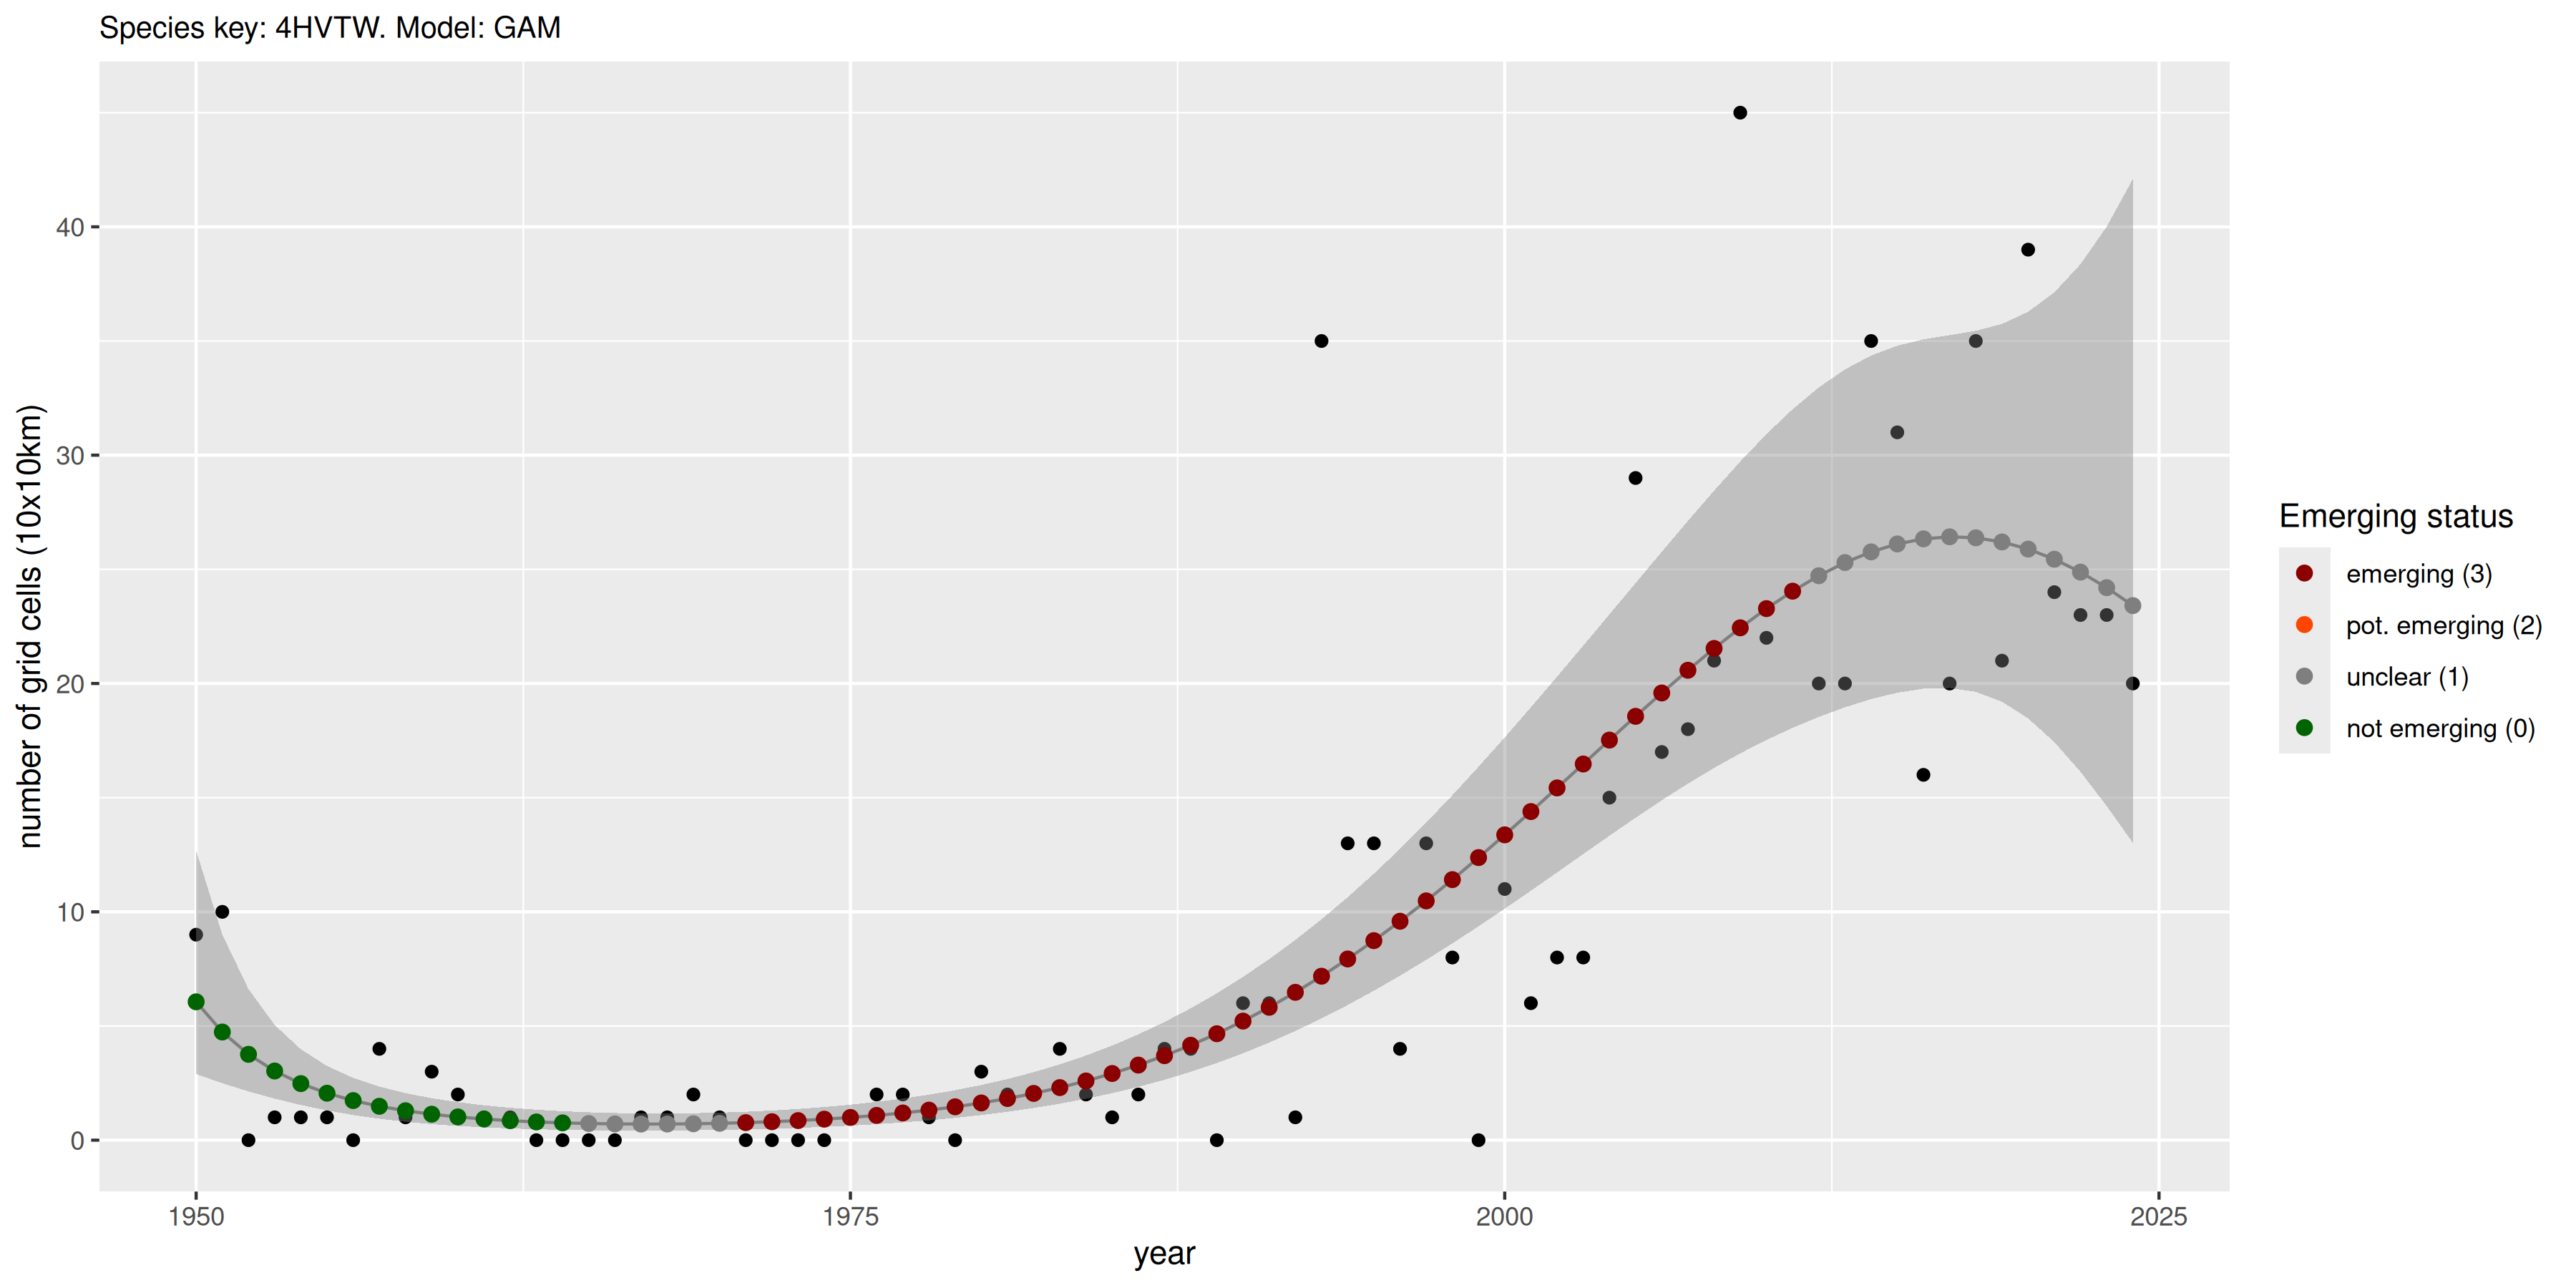 Species key: 4HVTW. Model: GAM
number of grid cells (10x10km)
40
30
20
10
0
1950
1975
2000
2025
year
Emerging status
emerging (3)
pot. emerging (2)
unclear (1)
not emerging (0)